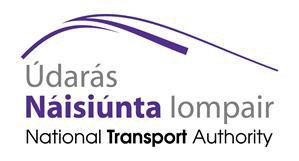 Údarás
Náisiúnta Iompair
National Transport Authority